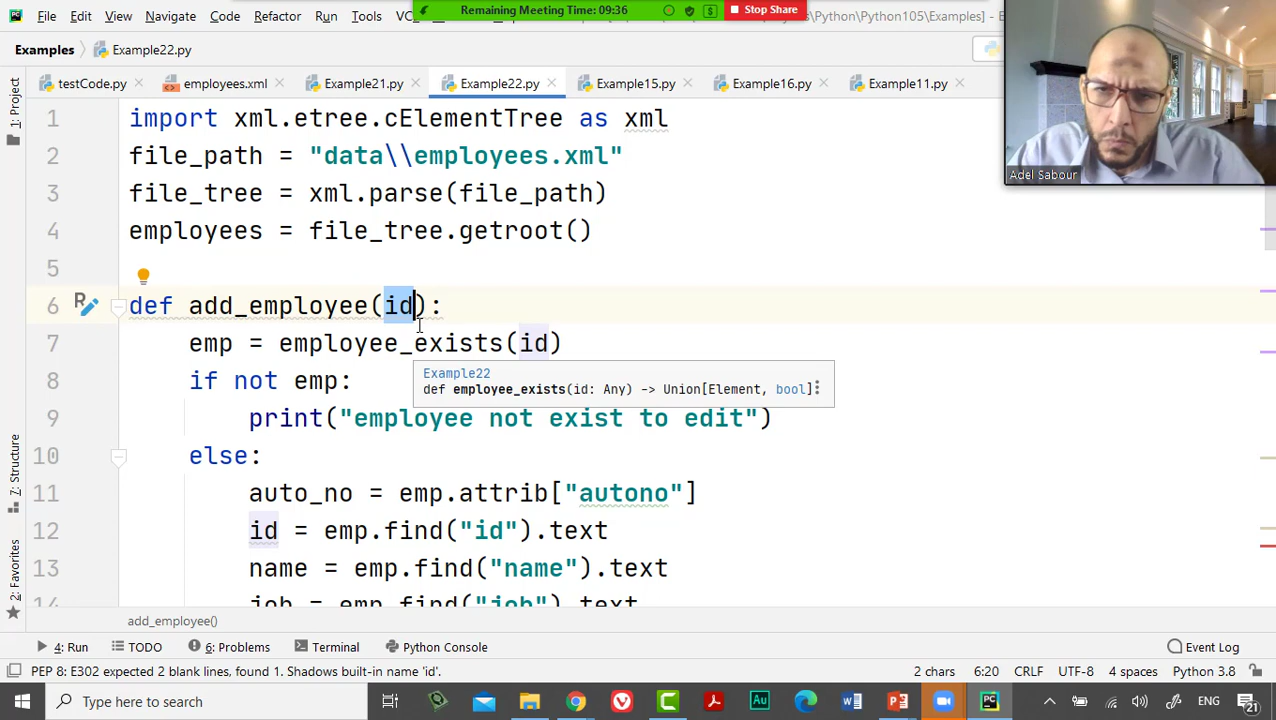 Remaining Meeting Time: 09:36
Stop Share
File Edit View Navigate Code Refactor Run Tools
\Python\Python105\Examples]
Examples Example22.py
testCode.py employees.xml Example21.py Example22.py Example15.py Example16.py Example11.py
1: Project
1 import xml.etree.cElementTree as xml
2 file_path = "data\\employees.xml"
3 file_tree = xml.parse(file_path)
4 employees = file_tree.getroot()
5
6 def add_employee(id):
7 emp = employee_exists(id)
8 if not emp:
Example22
def employee_exists(id: Any) -> Union[Element, bool]
9 print("employee not exist to edit")
10 else:
11 auto_no = emp.attrib["autono"]
12 id = emp.find("id").text
13 name = emp.find("name").text
14 job = emp.find("job").text
7: Structure
2: Favorites
Adel Sabour
add_employee()
4: Run TODO 6: Problems Terminal Python Console Event Log
PEP 8: E302 expected 2 blank lines, found 1. Shadows built-in name 'id'. 2 chars 6:20 CRLF UTF-8 4 spaces Python 3.8
Type here to search
ENG
21